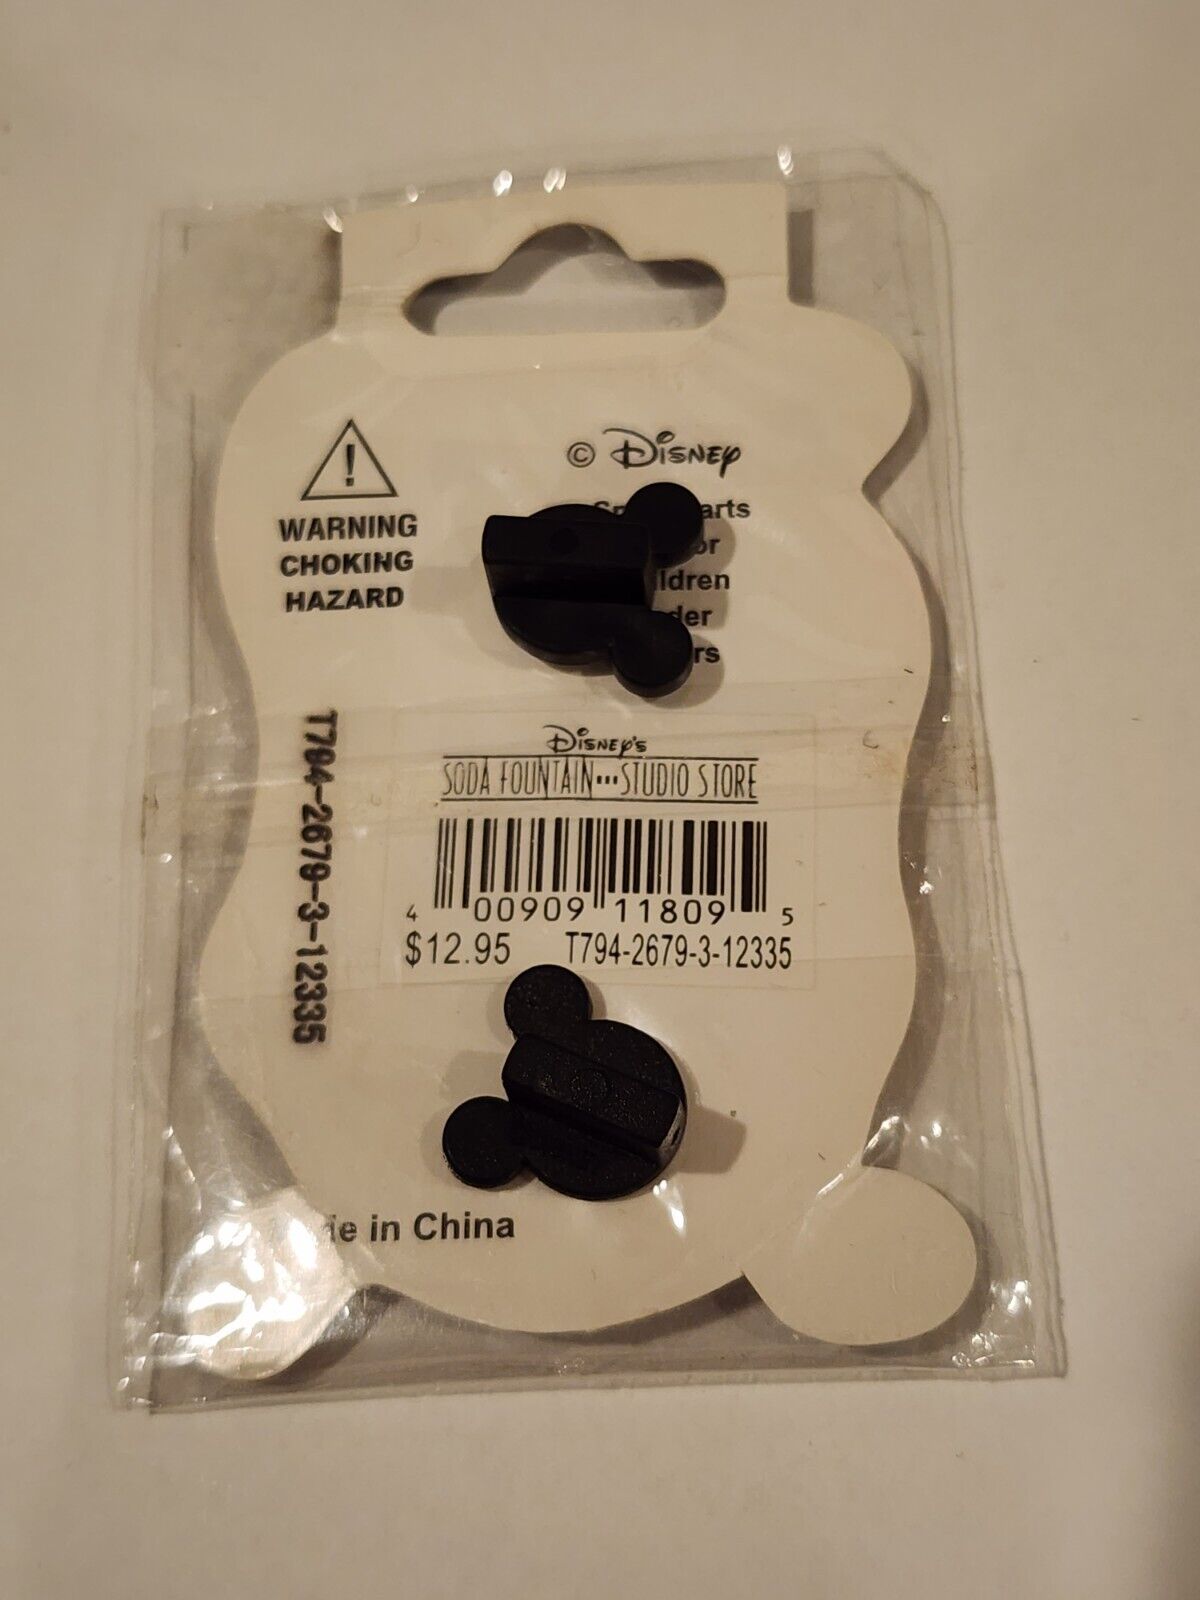 !
WARNING
CHOKING
HAZARD
© Disney
T794-2679-3-12335
Disney's
SODA FOUNTAIN•••STUDIO STORE
4 00909 11809 5
$12.95 T794-2679-3-12335
in China